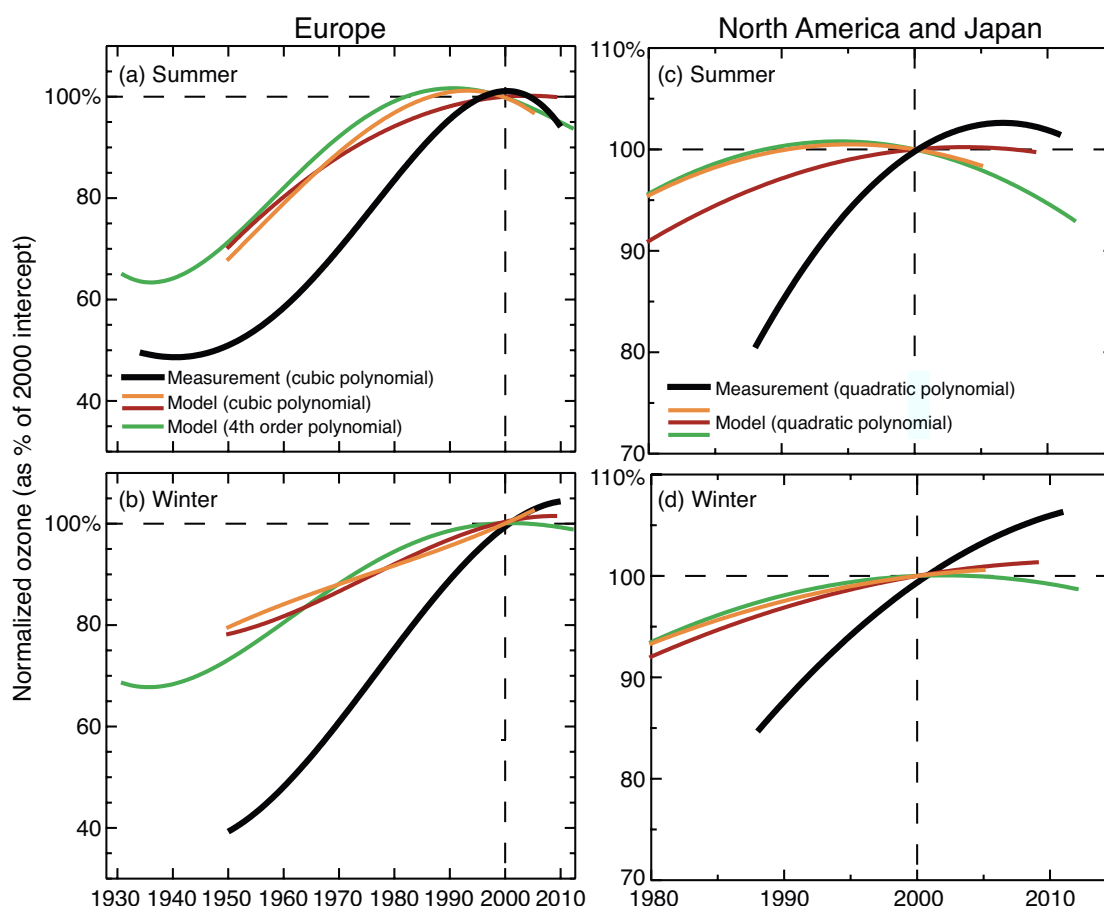 Europe
North America and Japan
Normalized ozone (as % of 2000 intercept)
(a) Summer
100%
80
60
40
Measurement (cubic polynomial)
Model (cubic polynomial)
Model (4th order polynomial)
(c) Summer
110%
100
90
80
70
Measurement (quadratic polynomial)
Model (quadratic polynomial)
(b) Winter
100%
80
60
40
1930 1940 1950 1960 1970 1980 1990 2000 2010
(d) Winter
110%
100
90
80
70
1980 1990 2000 2010